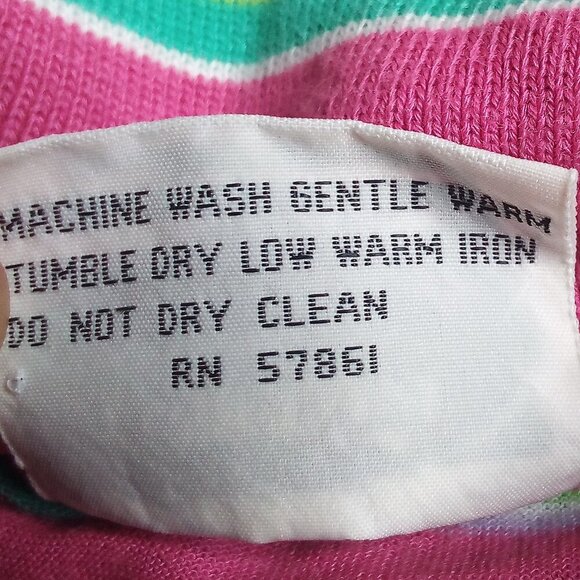 MACHINE WASH GENTLE WARM
TUMBLE DRY LOW WARM IRON
DO NOT DRY CLEAN
RN 57861